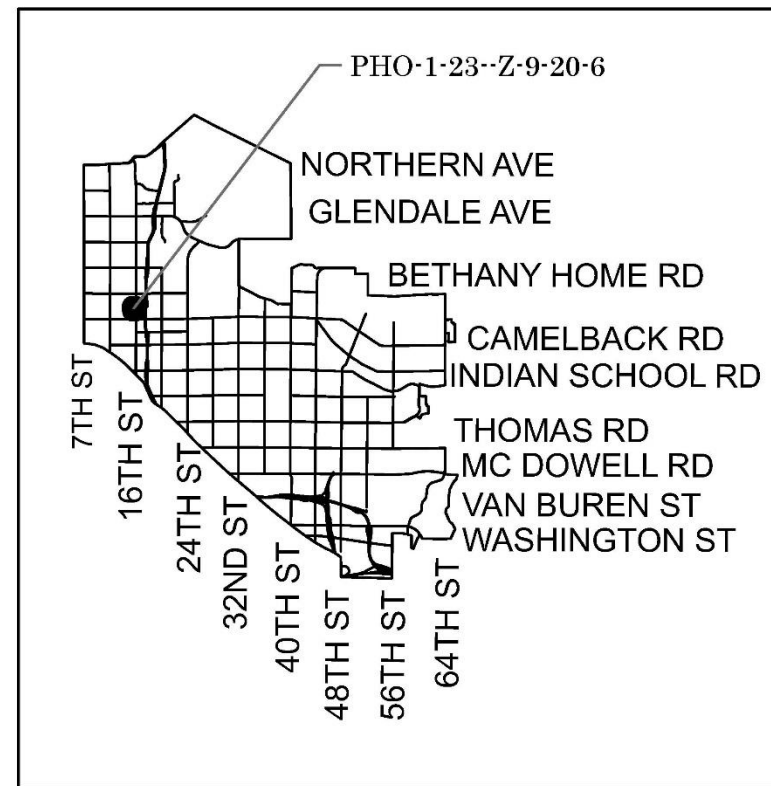 PHO-1-23--Z-9-20-6
NORTHERN AVE
GLENDALE AVE
BETHANY HOME RD
CAMELBACK RD
INDIAN SCHOOL RD
THOMAS RD
MC DOWELL RD
VAN BUREN ST
WASHINGTON ST
7TH ST
16TH ST
24TH ST
32ND ST
40TH ST
48TH ST
56TH ST
64TH ST